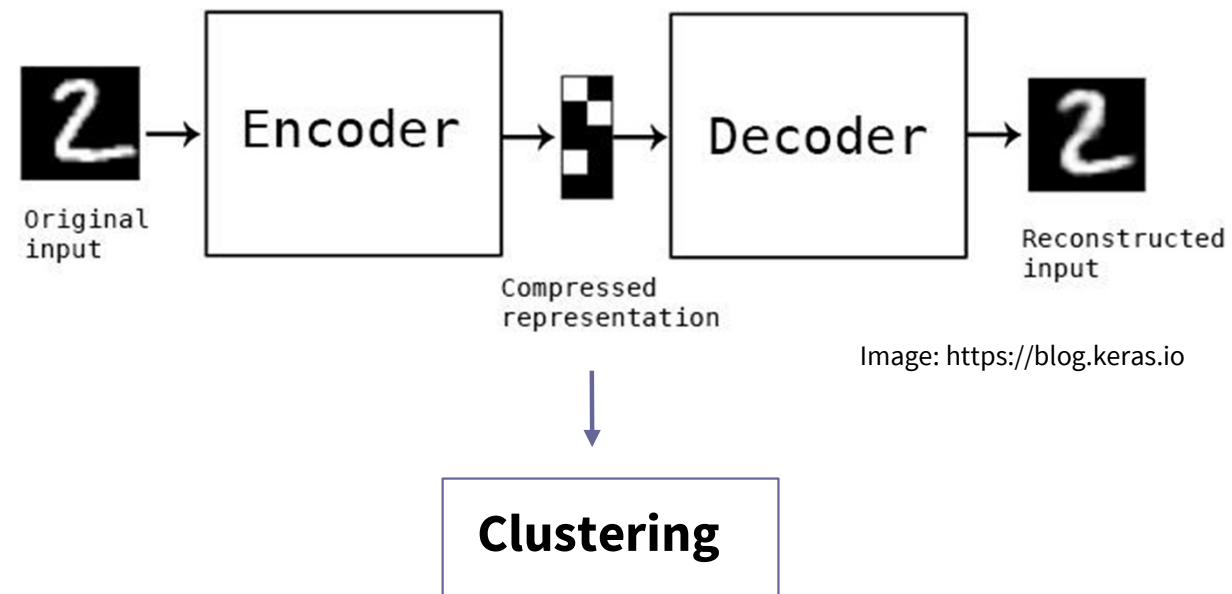 Encoder
Decoder
Original
input
Compressed
representation
Reconstructed
input
Image: https://blog.keras.io
Clustering